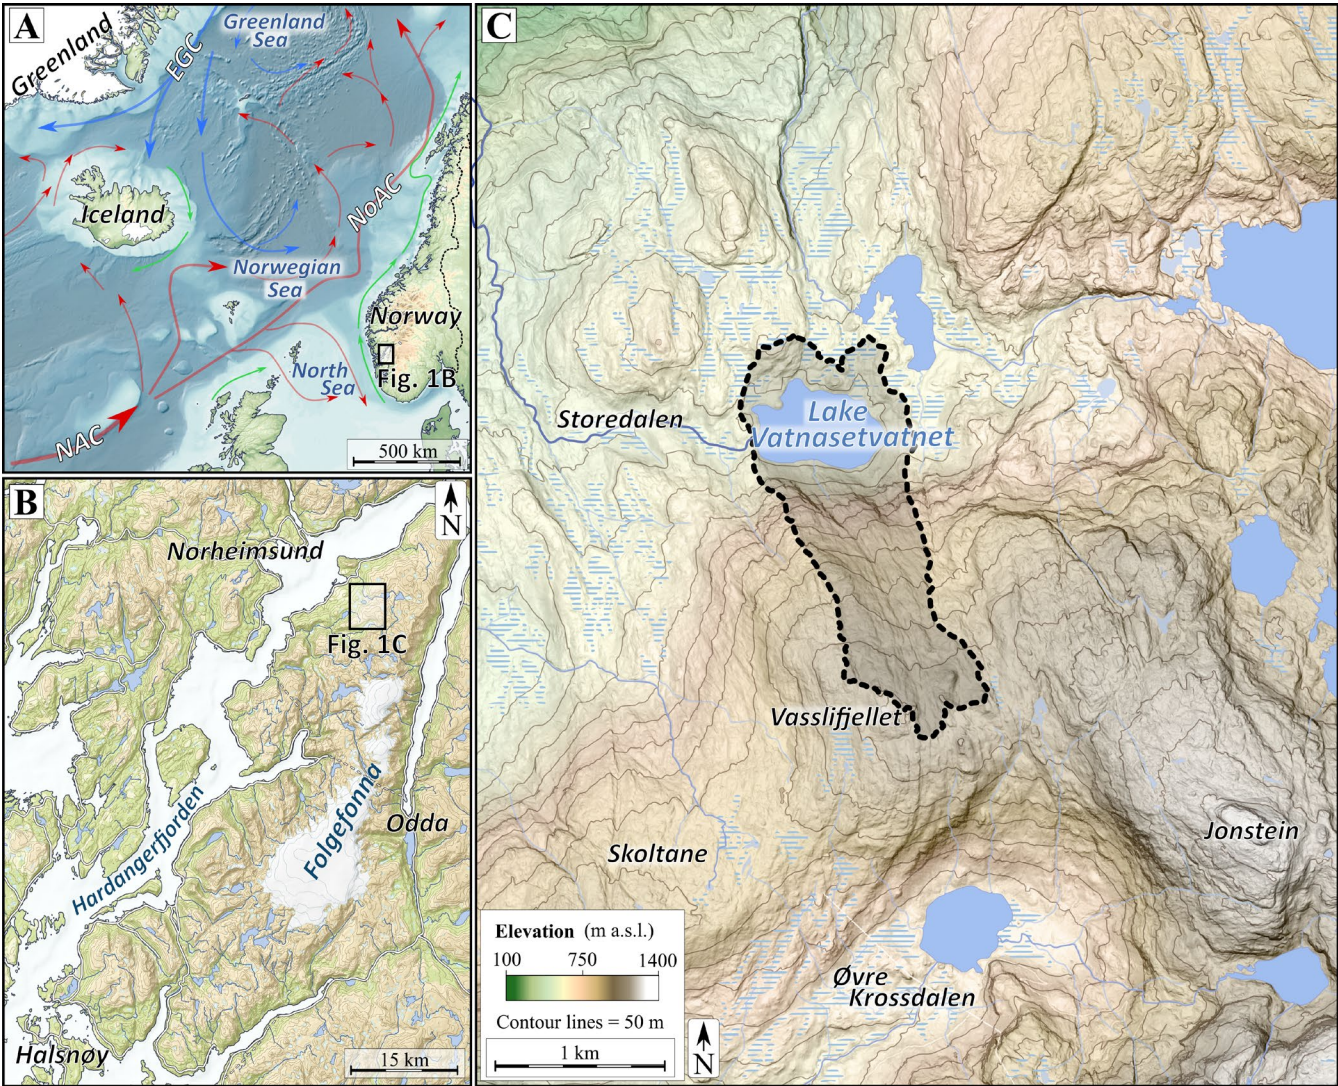 A
Greenland
EGC
Greenland
Sea
Iceland
NoAC
Norwegian
Sea
Norway
North
Sea
Fig. 1B
NAC
500 km
B
N
Norheimsund
Fig. 1C
Folgefonna
Hardangerfjorden
Odda
Halsnøy
15 km
C
Storedalen
Lake
Vatnasetvatnet
Vasslifjellet
Skoltane
Jonstein
Øvre
Krossdalen
Elevation (m a.s.l.)
100 750 1400
Contour lines = 50 m
1 km
N